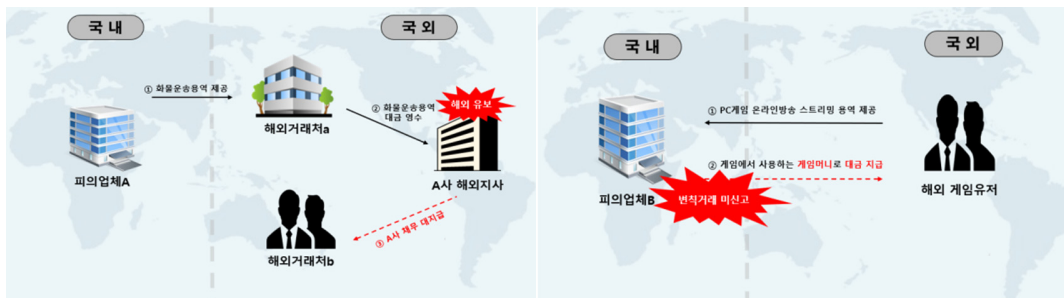 국 내
국 외
① 화물운송용역 제공
해외거래처a
② 화물운송용역
대금 영수
해외 유보
피의업체A
A사 해외지사
③ A사 채무 대지급
해외거래처b
국 내
국 외
① PC게임 온라인방송 스트리밍 용역 제공
② 게임에서 사용하는 게임머니로 대금 지급
피의업체B
변칙거래 미신고
해외 게임유저